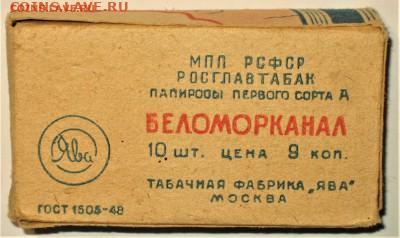 COINSS.LAVE.RU
МПП РСФСР
РОСГЛАВТАБАК
ПАПИРОСЫ ПЕРВОГО СОРТА А
БЕЛОМОРКАНАЛ
Ява
10 ШТ. ЦЕНА 9 КОП.
ТАБАЧНАЯ ФАБРИКА „ЯВА"
МОСКВА
ГОСТ 1505-48